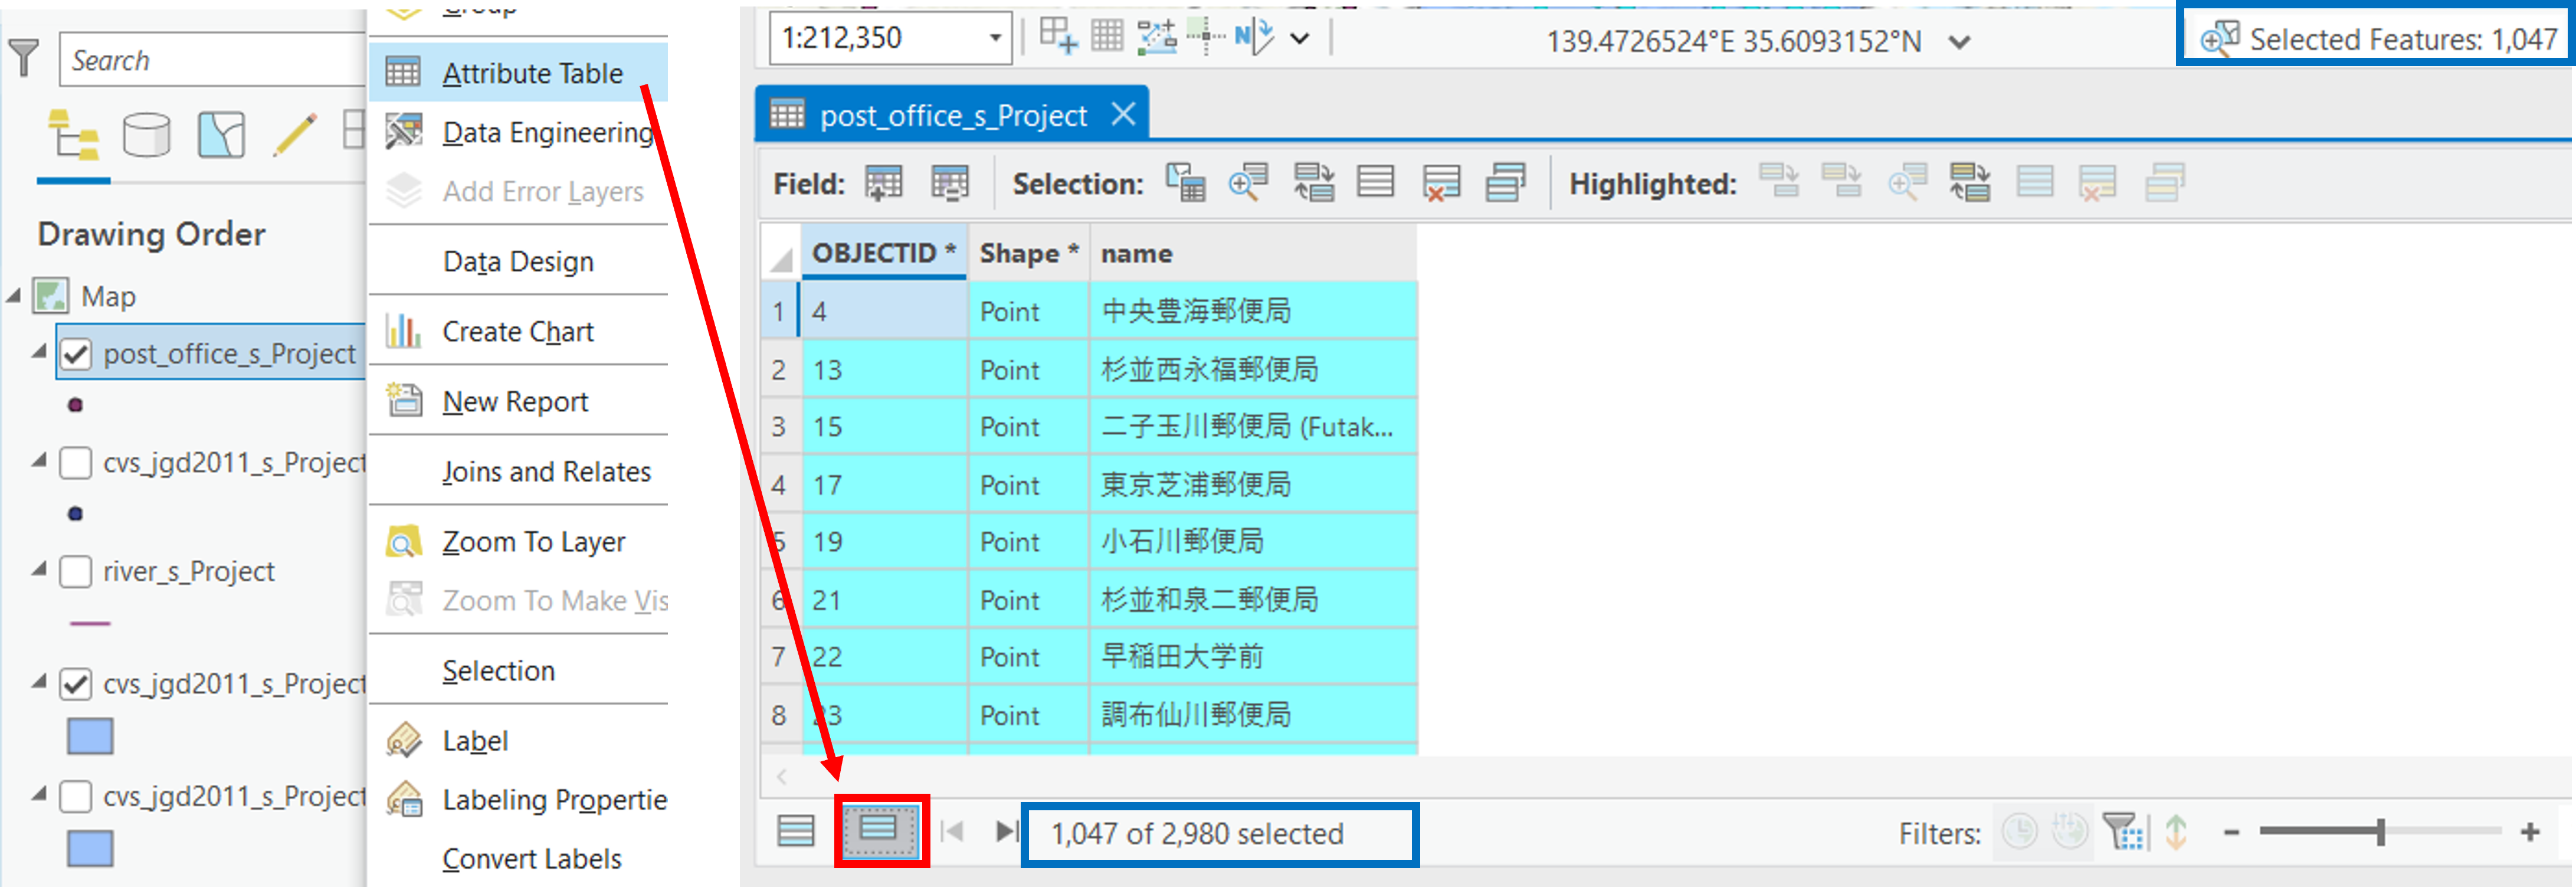 Search
Drawing Order
Map
post_office_s_Project
cvs_jgd2011_s_Project
river_s_Project
cvs_jgd2011_s_Project
cvs_jgd2011_s_Project
Group
Attribute Table
Data Engineering
Add Error Layers
Data Design
Create Chart
New Report
Joins and Relates
Zoom To Layer
Zoom To Make Vis
Selection
Label
Labeling Propertie
Convert Labels
1:212,350
139.4726524°E 35.6093152°N
Selected Features: 1,047
post_office_s_Project
Field: Selection: Highlighted:
OBJECTID * Shape * name
1 4 Point 中央豊海郵便局
2 13 Point 杉並西永福郵便局
3 15 Point 二子玉川郵便局 (Futak...
4 17 Point 東京芝浦郵便局
5 19 Point 小石川郵便局
6 21 Point 杉並和泉二郵便局
7 22 Point 早稲田大学前
8 23 Point 調布仙川郵便局
1,047 of 2,980 selected
Filters: